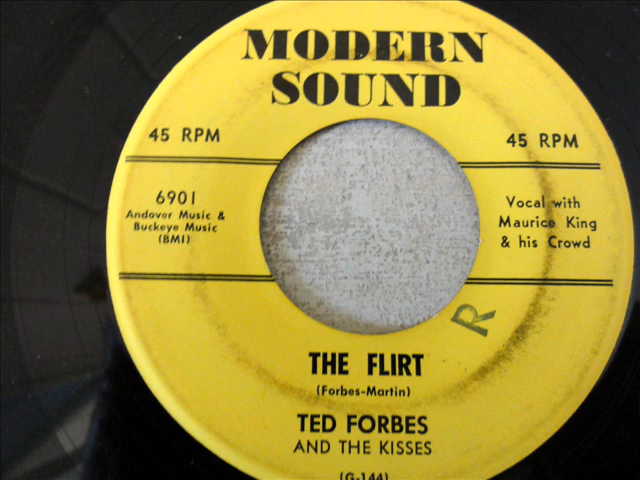 MODERN
SOUND
45 RPM
45 RPM
6901
Andover Music &
Buckeye Music
(BMI)
Vocal with
Maurice King
& his Crowd
R
THE FLIRT
(Forbes-Martin)
TED FORBES
AND THE KISSES
(G-144)